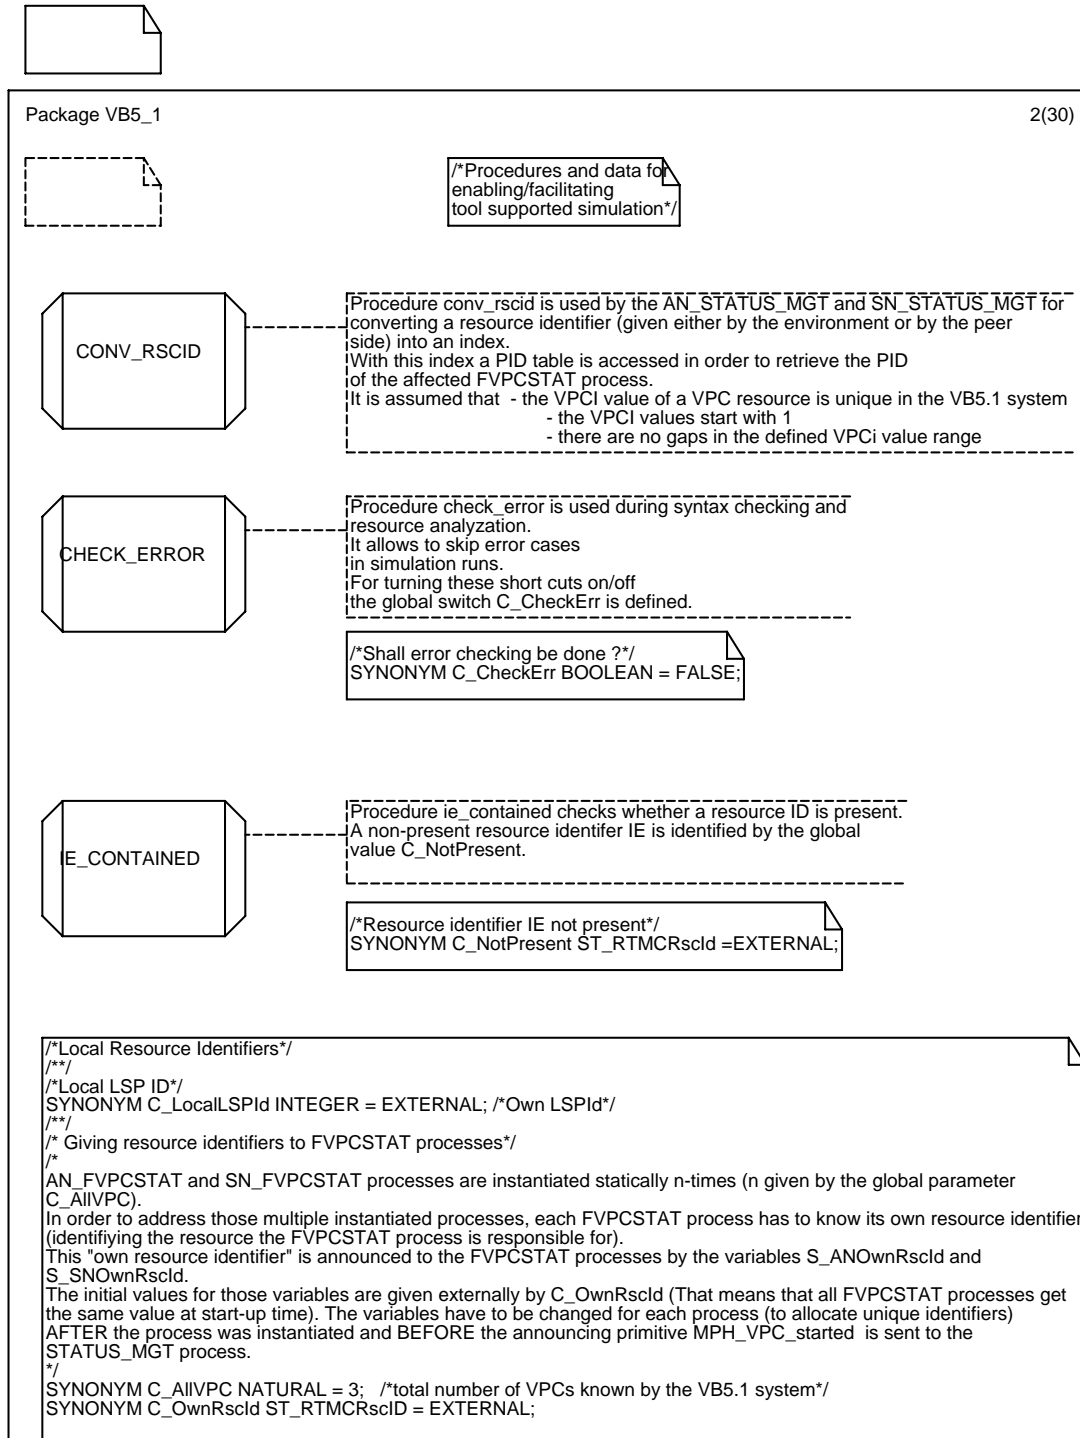 Package VB5_1
2(30)
/*Procedures and data for
enabling/facilitating
tool supported simulation*/
CONV_RSCID
Procedure conv_rscid is used by the AN_STATUS_MGT and SN_STATUS_MGT for
converting a resource identifier (given either by the environment or by the peer
side) into an index.
With this index a PID table is accessed in order to retrieve the PID
of the affected FVPCSTAT process.
It is assumed that - the VPCI value of a VPC resource is unique in the VB5.1 system
- the VPCI values start with 1
- there are no gaps in the defined VPCi value range
CHECK_ERROR
Procedure check_error is used during syntax checking and
resource analyzation.
It allows to skip error cases
in simulation runs.
For turning these short cuts on/off
the global switch C_CheckErr is defined.
/*Shall error checking be done ?*/
SYNONYM C_CheckErr BOOLEAN = FALSE;
IE_CONTAINED
Procedure ie_contained checks whether a resource ID is present.
A non-present resource identifer IE is identified by the global
value C_NotPresent.
/*Resource identifier IE not present*/
SYNONYM C_NotPresent ST_RTMCRscId =EXTERNAL;
/*Local Resource Identifiers*/
/**/
/*Local LSP ID*/
SYNONYM C_LocalLSPId INTEGER = EXTERNAL; /*Own LSPId*/
/**/
/* Giving resource identifiers to FVPCSTAT processes*/
/*
AN_FVPCSTAT and SN_FVPCSTAT processes are instantiated statically n-times (n given by the global parameter
C_AllVPC).
In order to address those multiple instantiated processes, each FVPCSTAT process has to know its own resource identifier
(identifiying the resource the FVPCSTAT process is responsible for).
This "own resource identifier" is announced to the FVPCSTAT processes by the variables S_ANOwnRscId and
S_SNOwnRscId.
The initial values for those variables are given externally by C_OwnRscId (That means that all FVPCSTAT processes get
the same value at start-up time). The variables have to be changed for each process (to allocate unique identifiers)
AFTER the process was instantiated and BEFORE the announcing primitive MPH_VPC_started is sent to the
STATUS_MGT process.
*/
SYNONYM C_AllVPC NATURAL = 3; /*total number of VPCs known by the VB5.1 system*/
SYNONYM C_OwnRscId ST_RTMCRscID = EXTERNAL;